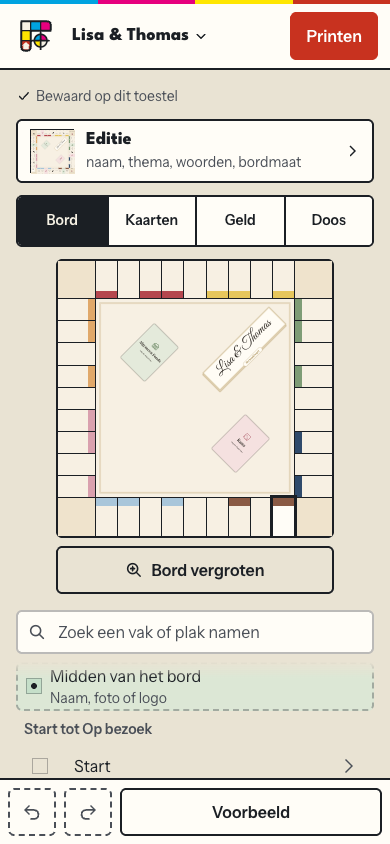 Lisa & Thomas
Printen
Bewaard op dit toestel
Editie
naam, thema, woorden, bordmaat
Bord
Kaarten
Geld
Doos
Lisa & Thomas
Bord vergroten
Zoek een vak of plak namen
Midden van het bord
Naam, foto of logo
Start tot Op bezoek
Start
Voorbeeld